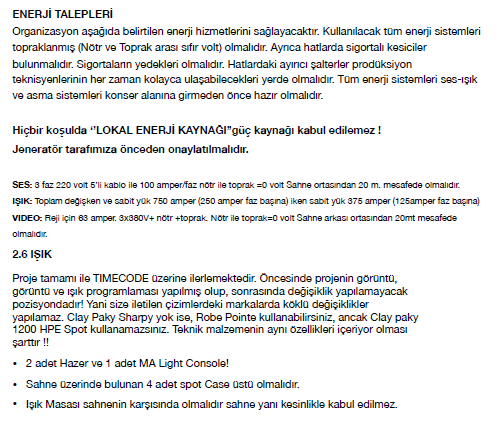 ENERJİ TALEPLERİ
Organizasyon aşağıda belirtilen enerji hizmetlerini sağlayacaktır. Kullanılacak tüm enerji sistemleri
topraklanmış (Nötr ve Toprak arası sıfır volt) olmalıdır. Ayrıca hatlarda sigortalı kesiciler
bulunmalıdır. Sigortaların yedekleri olmalıdır. Hatlardaki ayırıcı şalterler prodüksiyon
teknisyenlerinin her zaman kolayca ulaşabilecekleri yerde olmalıdır. Tüm enerji sistemleri ses-ışık
ve asma sistemleri konser alanına girmeden önce hazır olmalıdır.
Hiçbir koşulda ‘’LOKAL ENERJİ KAYNAĞI”güç kaynağı kabul edilemez !
Jeneratör tarafımıza önceden onaylatılmalıdır.
SES: 3 faz 220 volt 5'li kablo ile 100 amper/faz nötr ile toprak =0 volt Sahne ortasından 20 m. mesafede olmalıdır.
IŞIK: Toplam değişken ve sabit yük 750 amper (250 amper faz başına) iken sabit yük 375 amper (125amper faz başına)
VIDEO: Reji için 63 amper. 3x380V+ nötr +toprak. Nötr ile toprak=0 volt Sahne arkası ortasından 20mt mesafede
olmalıdır.
2.6 IŞIK
Proje tamamı ile TIMECODE üzerine ilerlemektedir. Öncesinde projenin görüntü,
görüntü ve ışık programlaması yapılmış olup, sonrasında değişiklik yapılamayacak
pozisyondadır! Yani size iletilen çizimlerdeki markalarda köklü değişiklikler
yapılamaz. Clay Paky Sharpy yok ise, Robe Pointe kullanabilirsiniz, ancak Clay paky
1200 HPE Spot kullanamazsınız. Teknik malzemenin aynı özellikleri içeriyor olması
şarttır !!
• 2 adet Hazer ve 1 adet MA Light Console!
• Sahne üzerinde bulunan 4 adet spot Case üstü olmalıdır.
• Işık Masası sahnenin karşısında olmalıdır sahne yanı kesinlikle kabul edilmez.